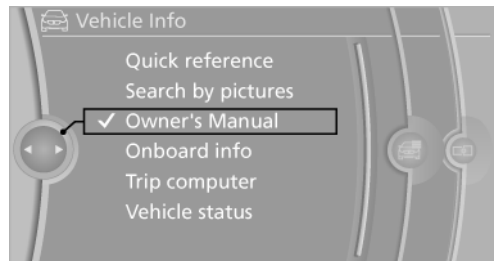 Vehicle Info
Quick reference
Search by pictures
✓ Owner's Manual
Onboard info
Trip computer
Vehicle status